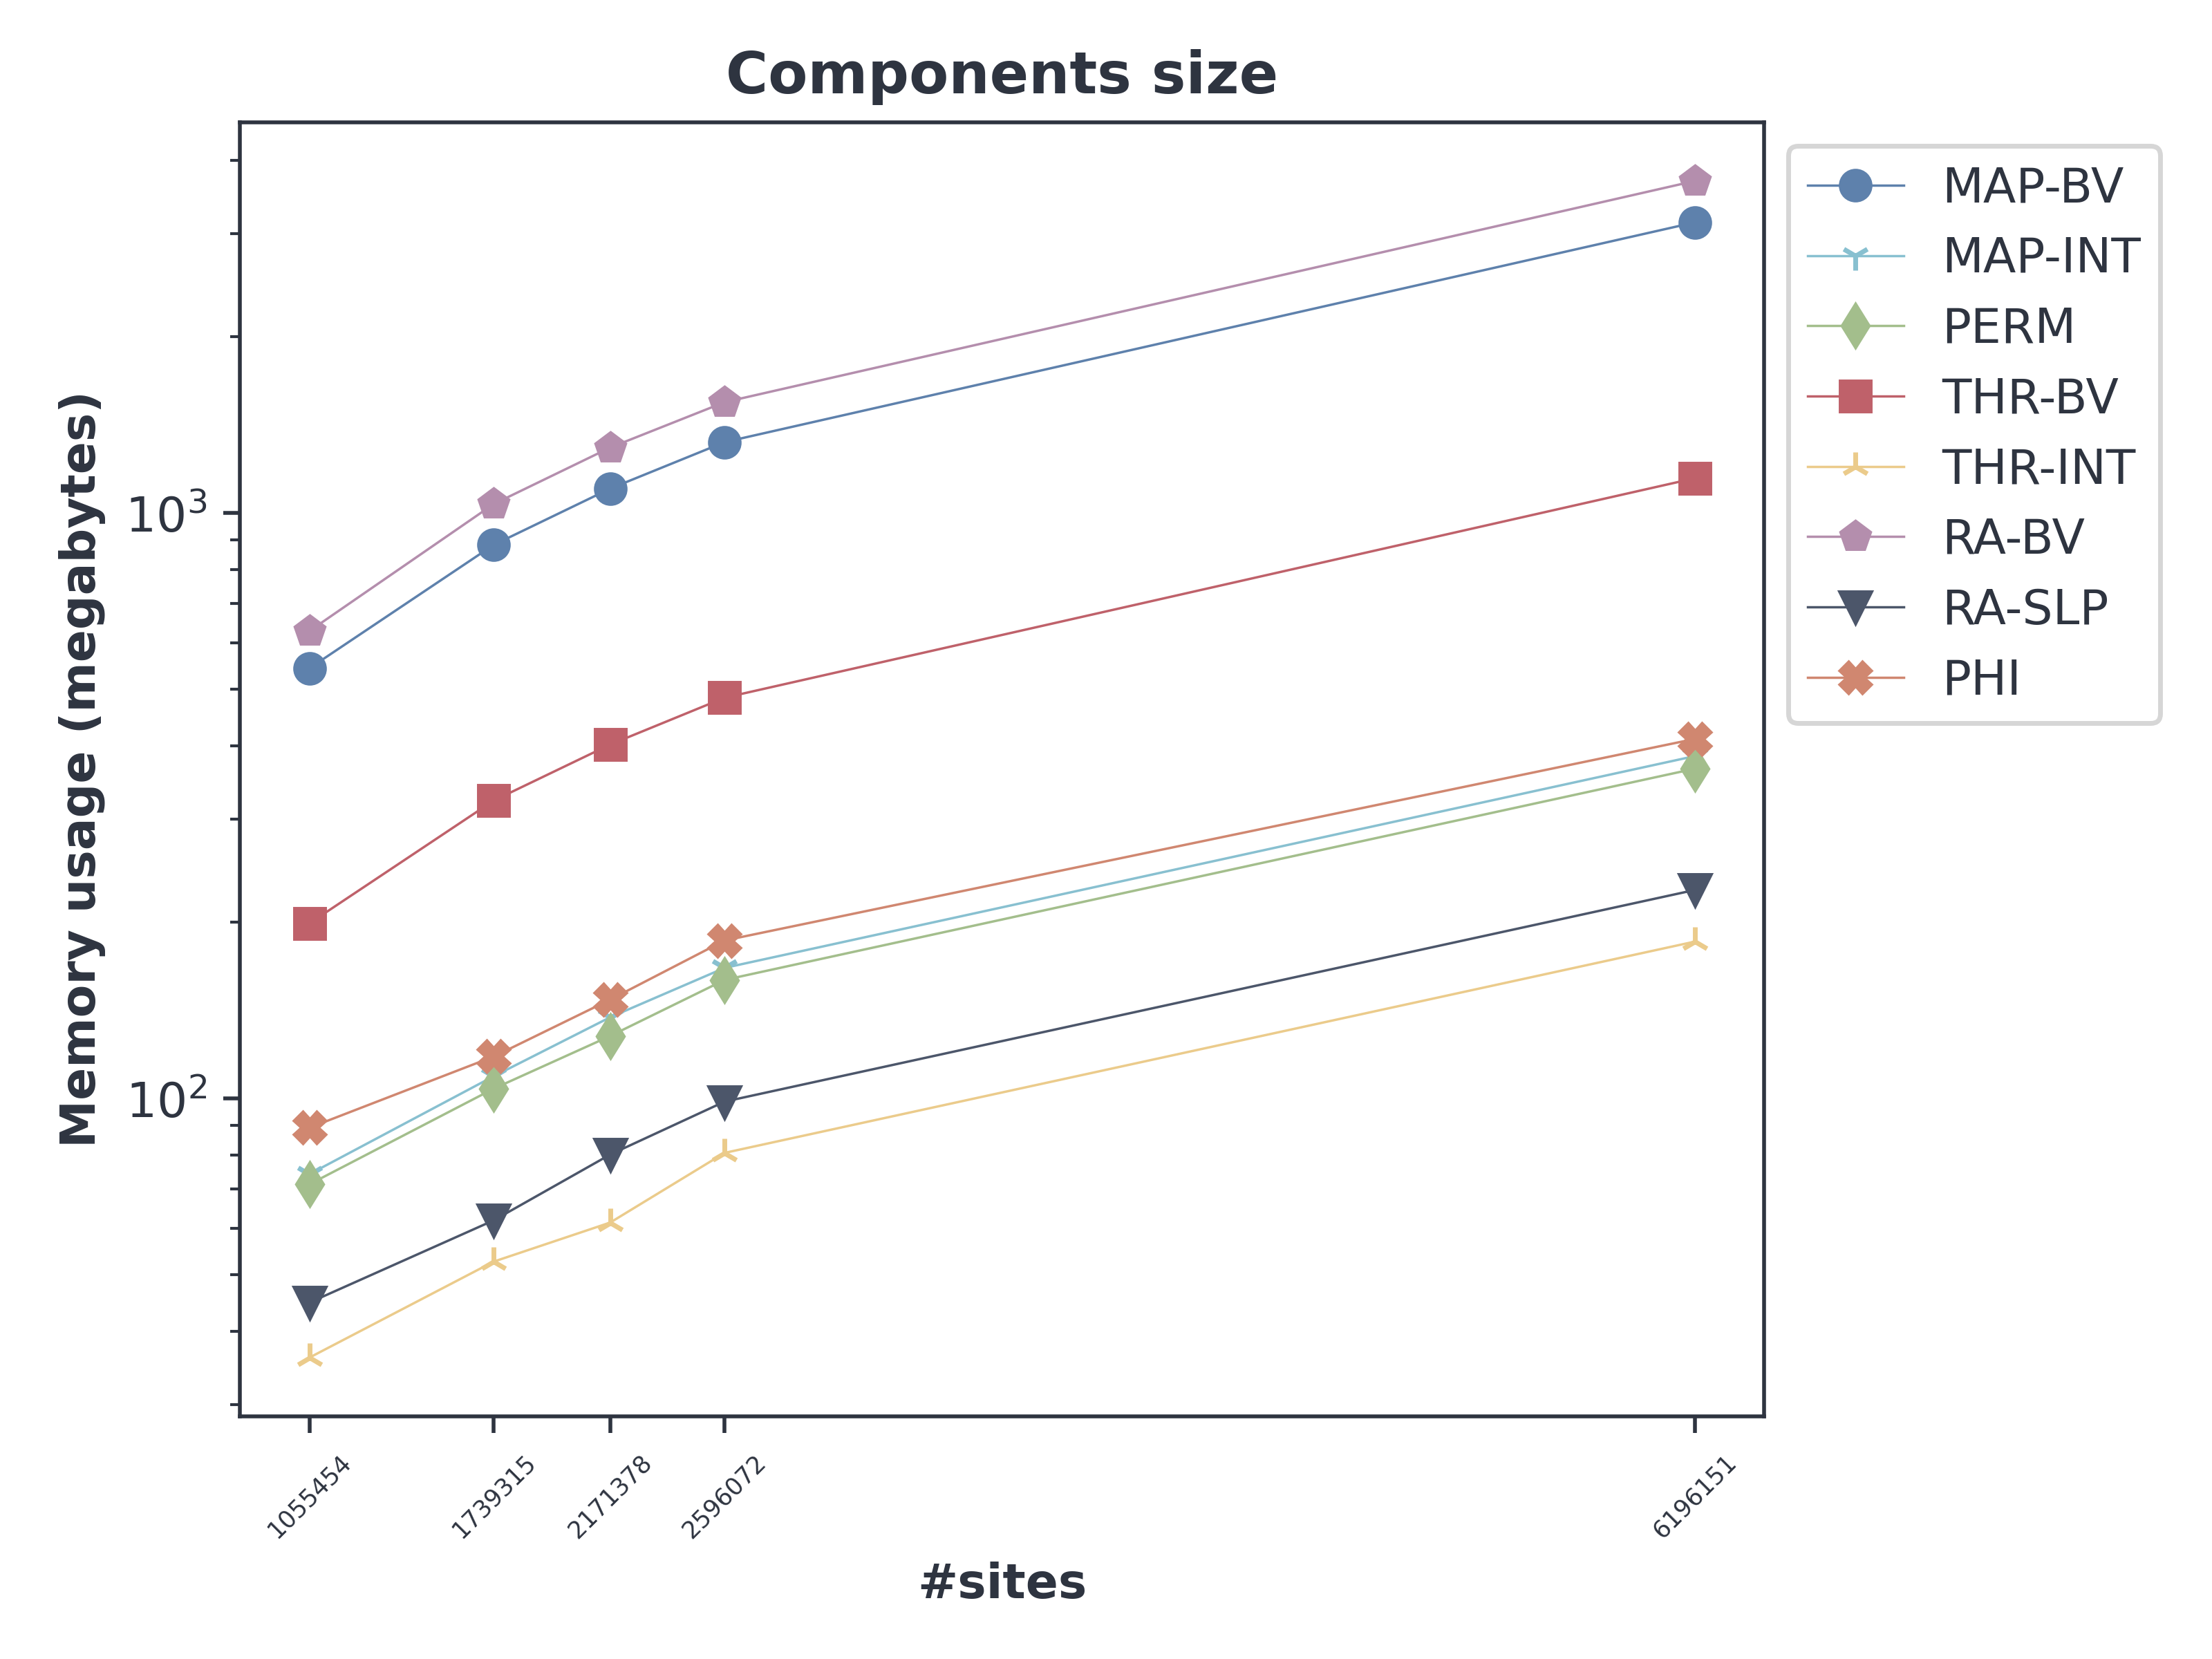 Components size
Memory usage (megabytes)
10³
10²
1055454
1739315
2171378
2596072
6196151
#sites
MAP-BV
MAP-INT
PERM
THR-BV
THR-INT
RA-BV
RA-SLP
PHI